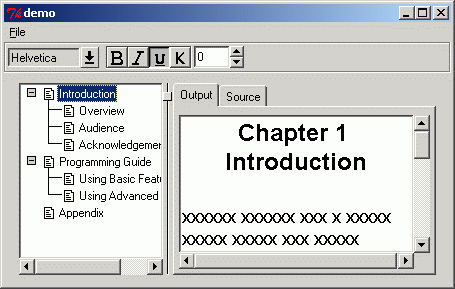 demo
File
Helvetica
B I U K 0
Introduction
Overview
Audience
Acknowledgemer
Programming Guide
Using Basic Feat
Using Advanced
Appendix
Output Source
Chapter 1
Introduction
XXXXXX XXXXXX XXX X XXXXX
XXXXX XXXXX XXX XXXXX